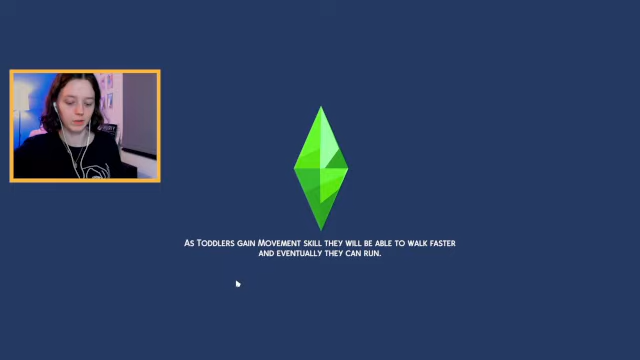 As Toddlers gain Movement skill they will be able to walk faster
and eventually they can run.